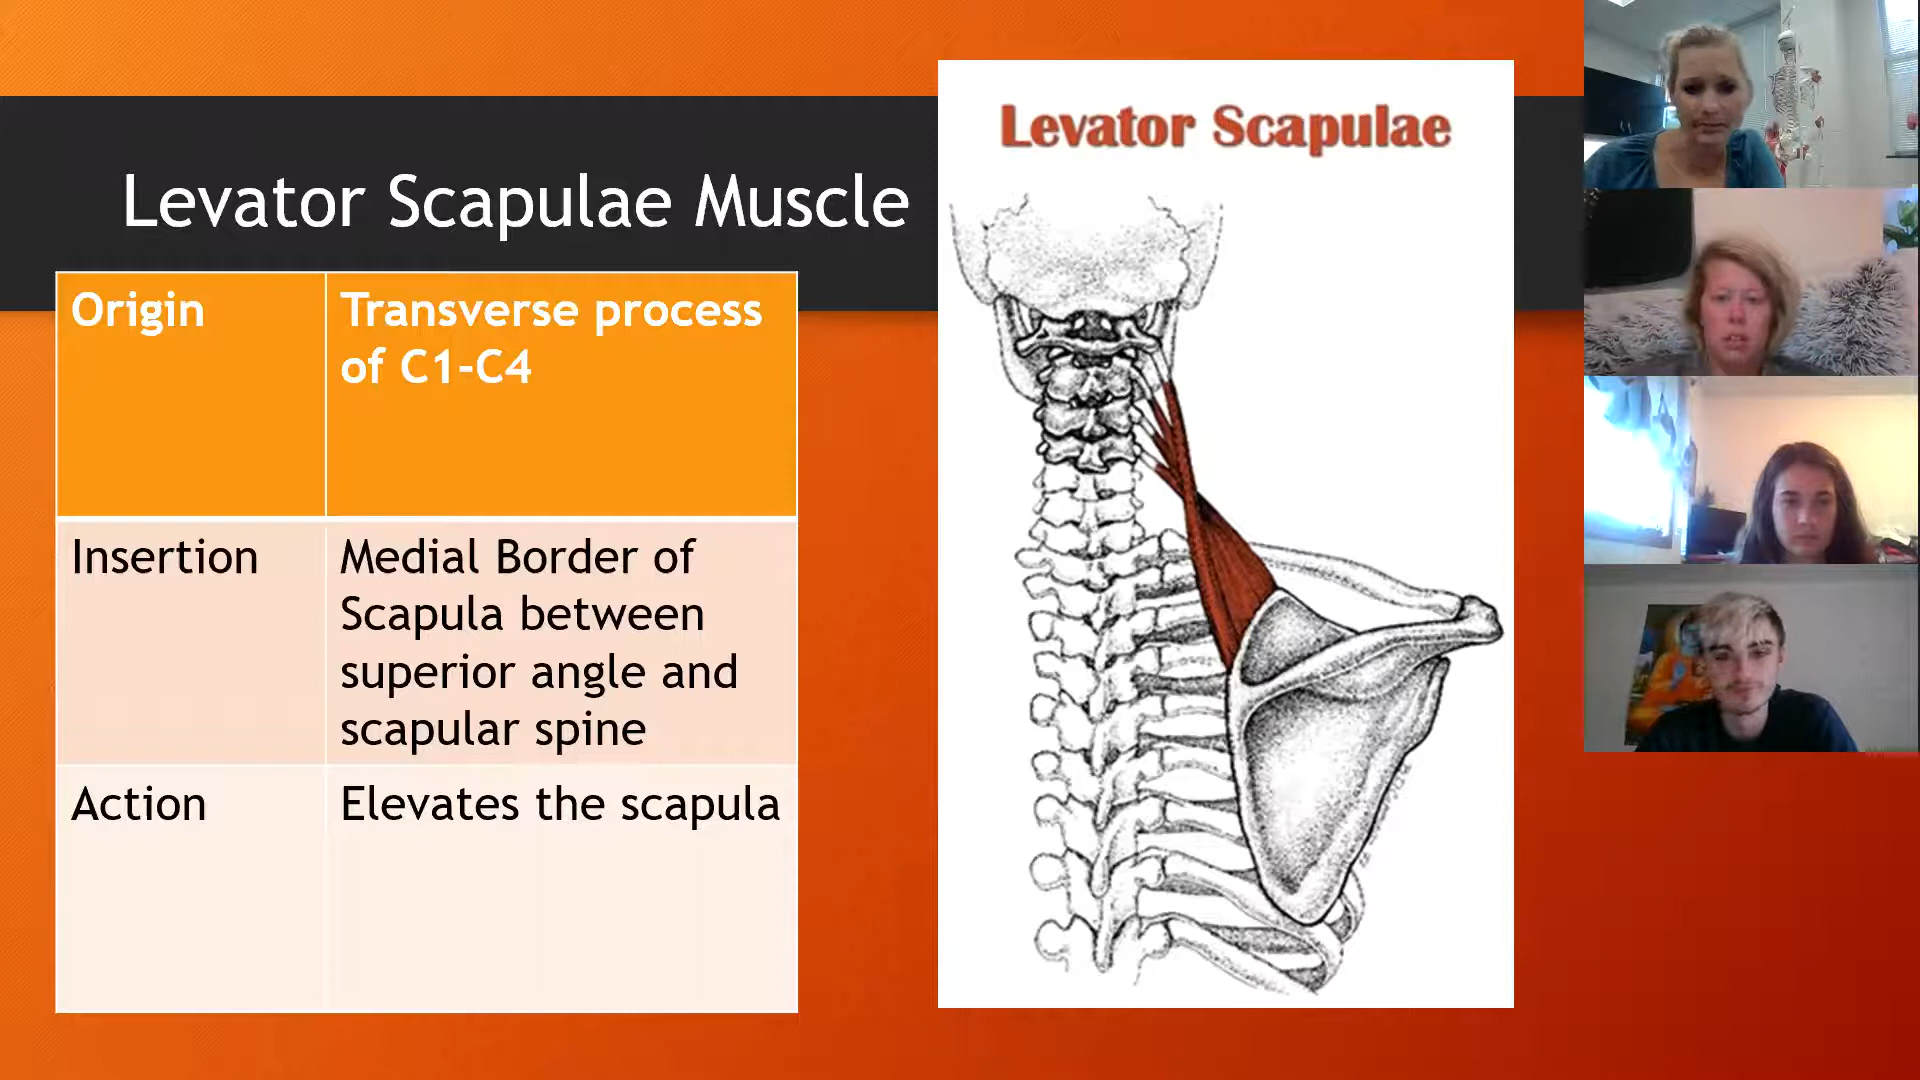 Levator Scapulae Muscle
Origin
Transverse process
of C1-C4
Insertion
Medial Border of
Scapula between
superior angle and
scapular spine
Action
Elevates the scapula
Levator Scapulae